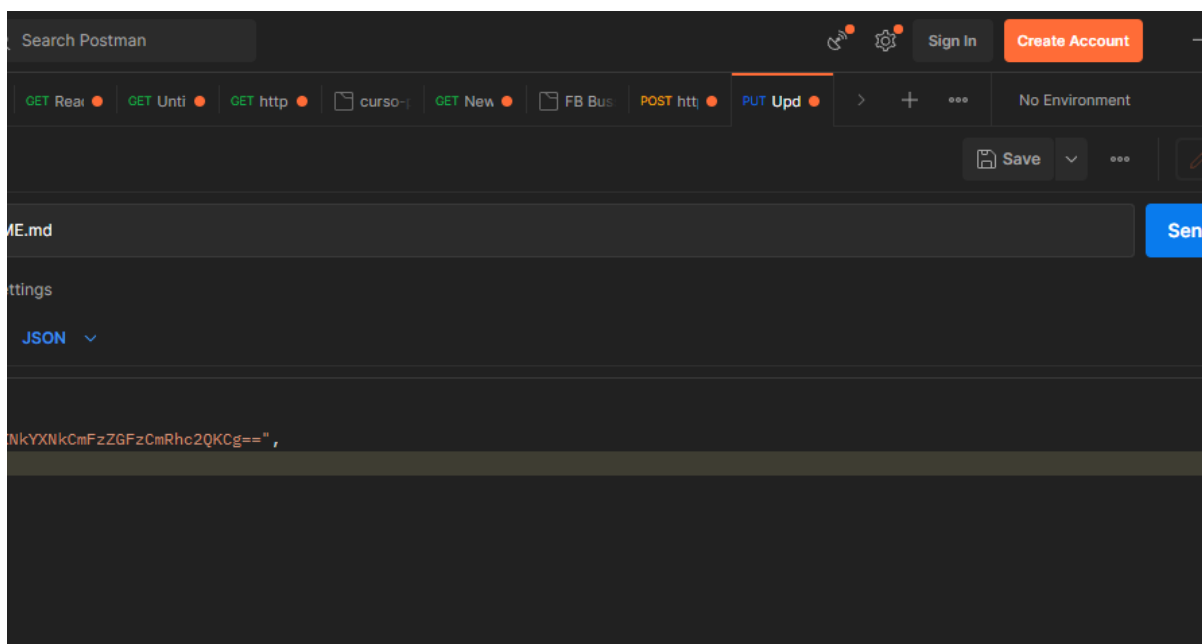 Search Postman
Sign In
Create Account
GET Read
GET Unti
GET http
curso-p
GET New
FB Bus
POST htt
PUT Upd
No Environment
Save
ME.md
Sen
ettings
JSON
NkYXNkCmFzZGFzCmRhc2QKCg==",